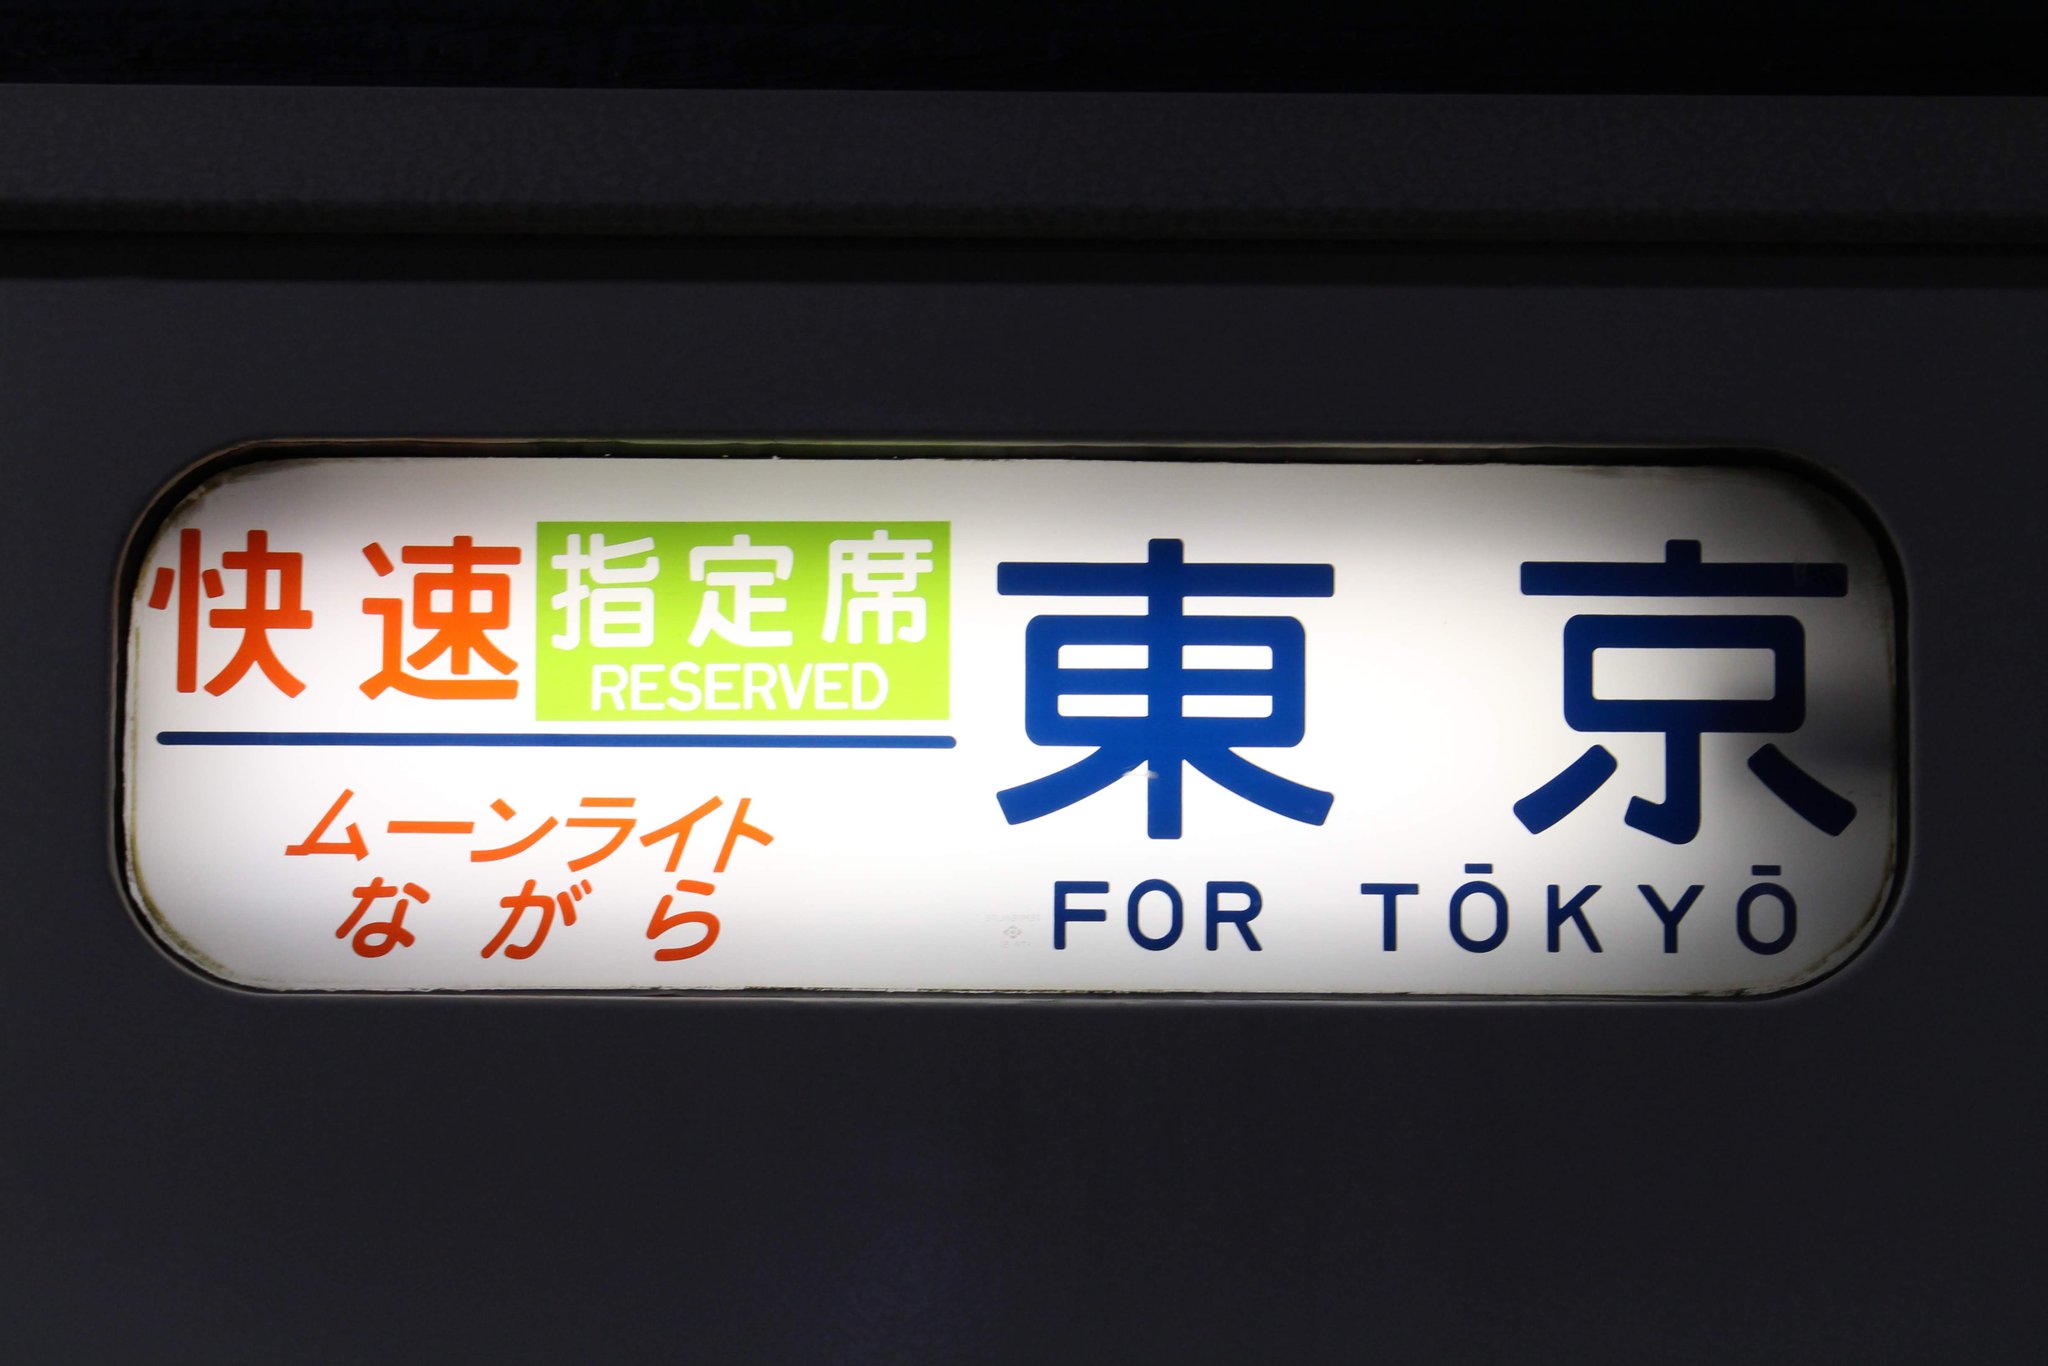 快速 指定席
RESERVED
ムーンライト
ながら
東京
FOR TŌKYŌ